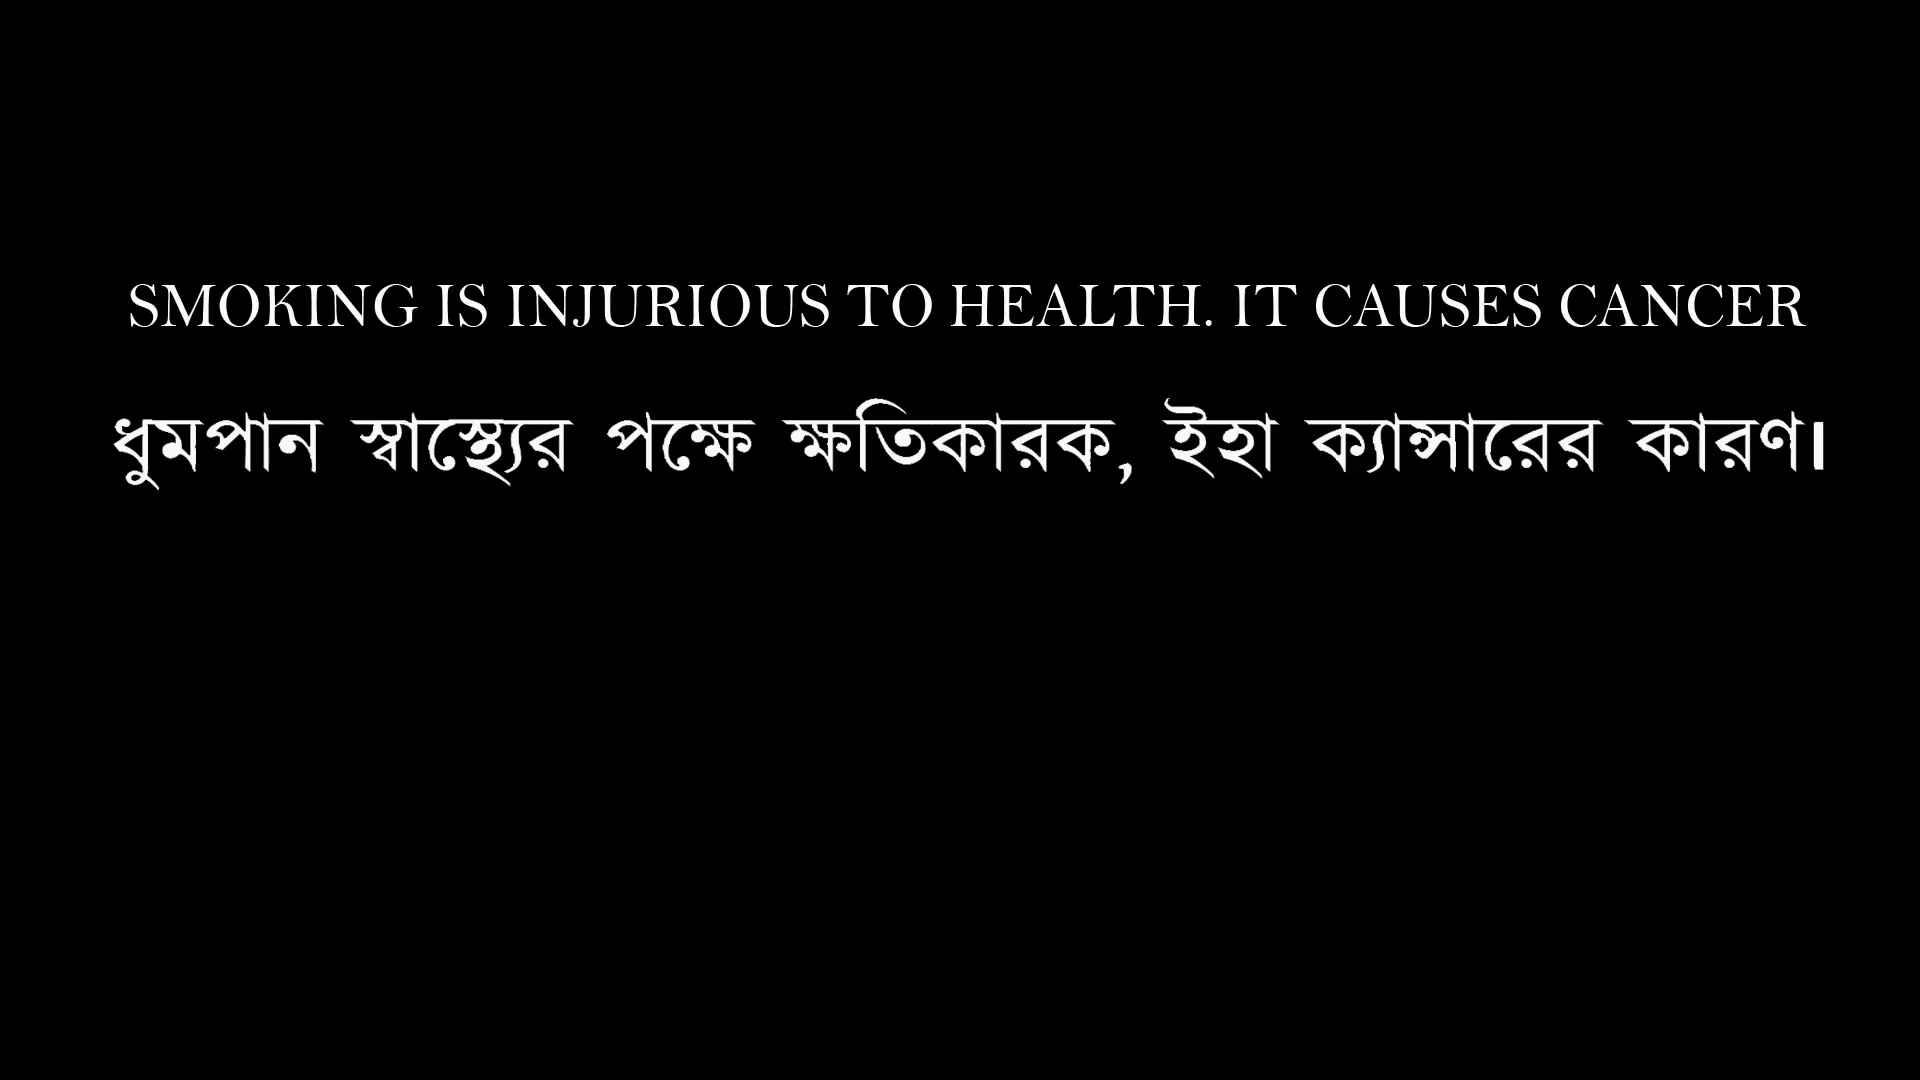 SMOKING IS INJURIOUS TO HEALTH. IT CAUSES CANCER
ধুমপান স্বাস্থ্যের পক্ষে ক্ষতিকারক, ইহা ক্যান্সারের কারণ।